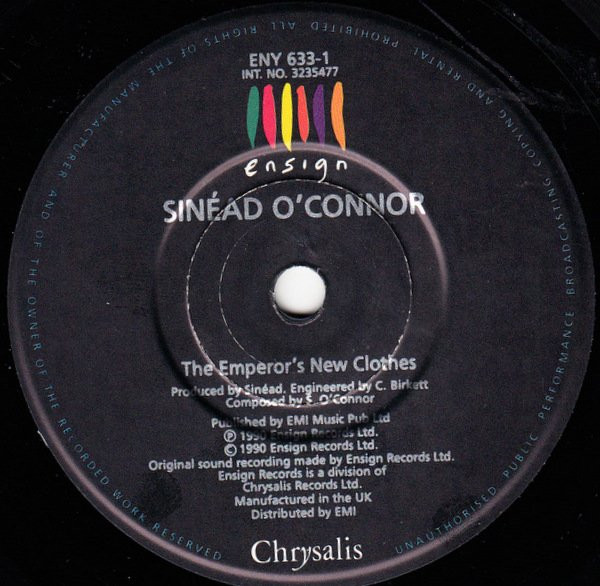 ENY 633-1
INT. NO. 3235477
ensign
SINÉAD O'CONNOR
The Emperor's New Clothes
Produced by Sinéad. Engineered by C. Birkett
Composed by S. O'Connor
Published by EMI Music Pub Ltd
Ⓟ 1990 Ensign Records Ltd.
© 1990 Ensign Records Ltd.
Original sound recording made by Ensign Records Ltd.
Ensign Records is a division of
Chrysalis Records Ltd.
Manufactured in the UK
Distributed by EMI
Chrysalis
ALL RIGHTS OF THE MANUFACTURER AND OF THE OWNER OF THE RECORDED WORK RESERVED
UNAUTHORISED PUBLIC PERFORMANCE BROADCASTING COPYING AND RENTAL PROHIBITED